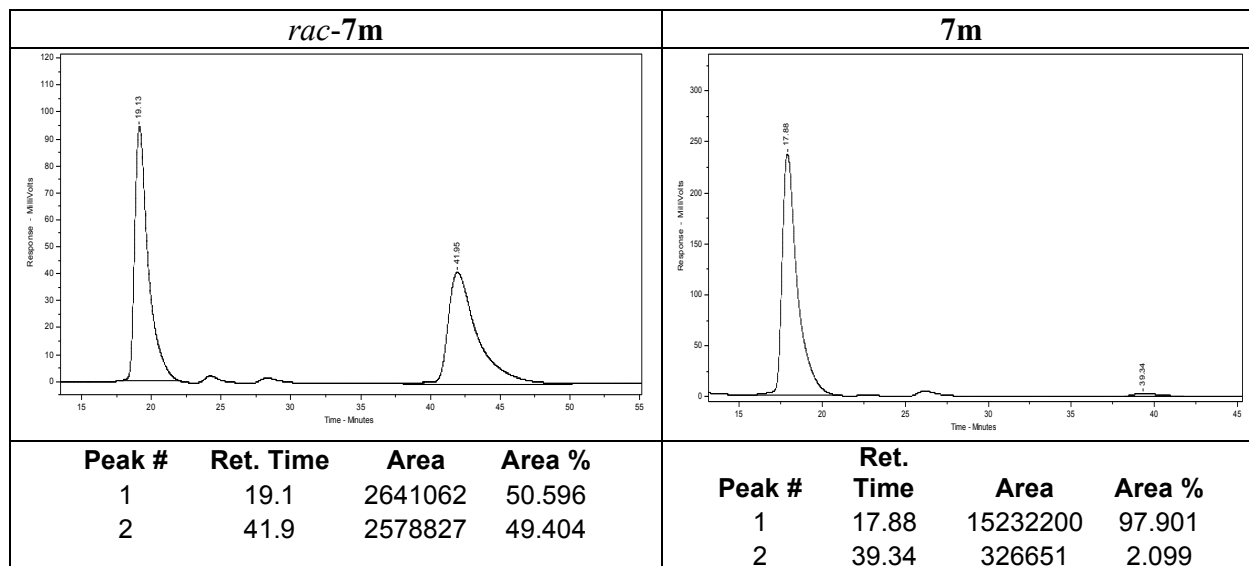 rac-7m
7m
120
110
100
90
80
70
60
50
40
30
20
10
0
Response - MilliVolts
19.13
41.95
15 20 25 30 35 40 45 50 55
Time - Minutes
300
250
200
150
100
50
0
Response - MilliVolts
17.88
39.34
15 20 25 30 35 40 45
Time - Minutes
Peak # Ret. Time Area Area %
1 19.1 2641062 50.596
2 41.9 2578827 49.404
Peak # Ret. Time Area Area %
1 17.88 15232200 97.901
2 39.34 326651 2.099